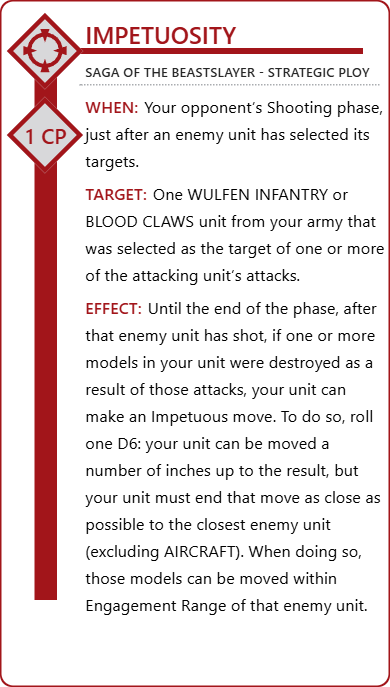 IMPETUOSITY
SAGA OF THE BEASTSLAYER - STRATEGIC PLOY
1 CP
WHEN: Your opponent's Shooting phase,
just after an enemy unit has selected its
targets.
TARGET: One WULFEN INFANTRY or
BLOOD CLAWS unit from your army that
was selected as the target of one or more
of the attacking unit's attacks.
EFFECT: Until the end of the phase, after
that enemy unit has shot, if one or more
models in your unit were destroyed as a
result of those attacks, your unit can
make an Impetuous move. To do so, roll
one D6: your unit can be moved a
number of inches up to the result, but
your unit must end that move as close as
possible to the closest enemy unit
(excluding AIRCRAFT). When doing so,
those models can be moved within
Engagement Range of that enemy unit.